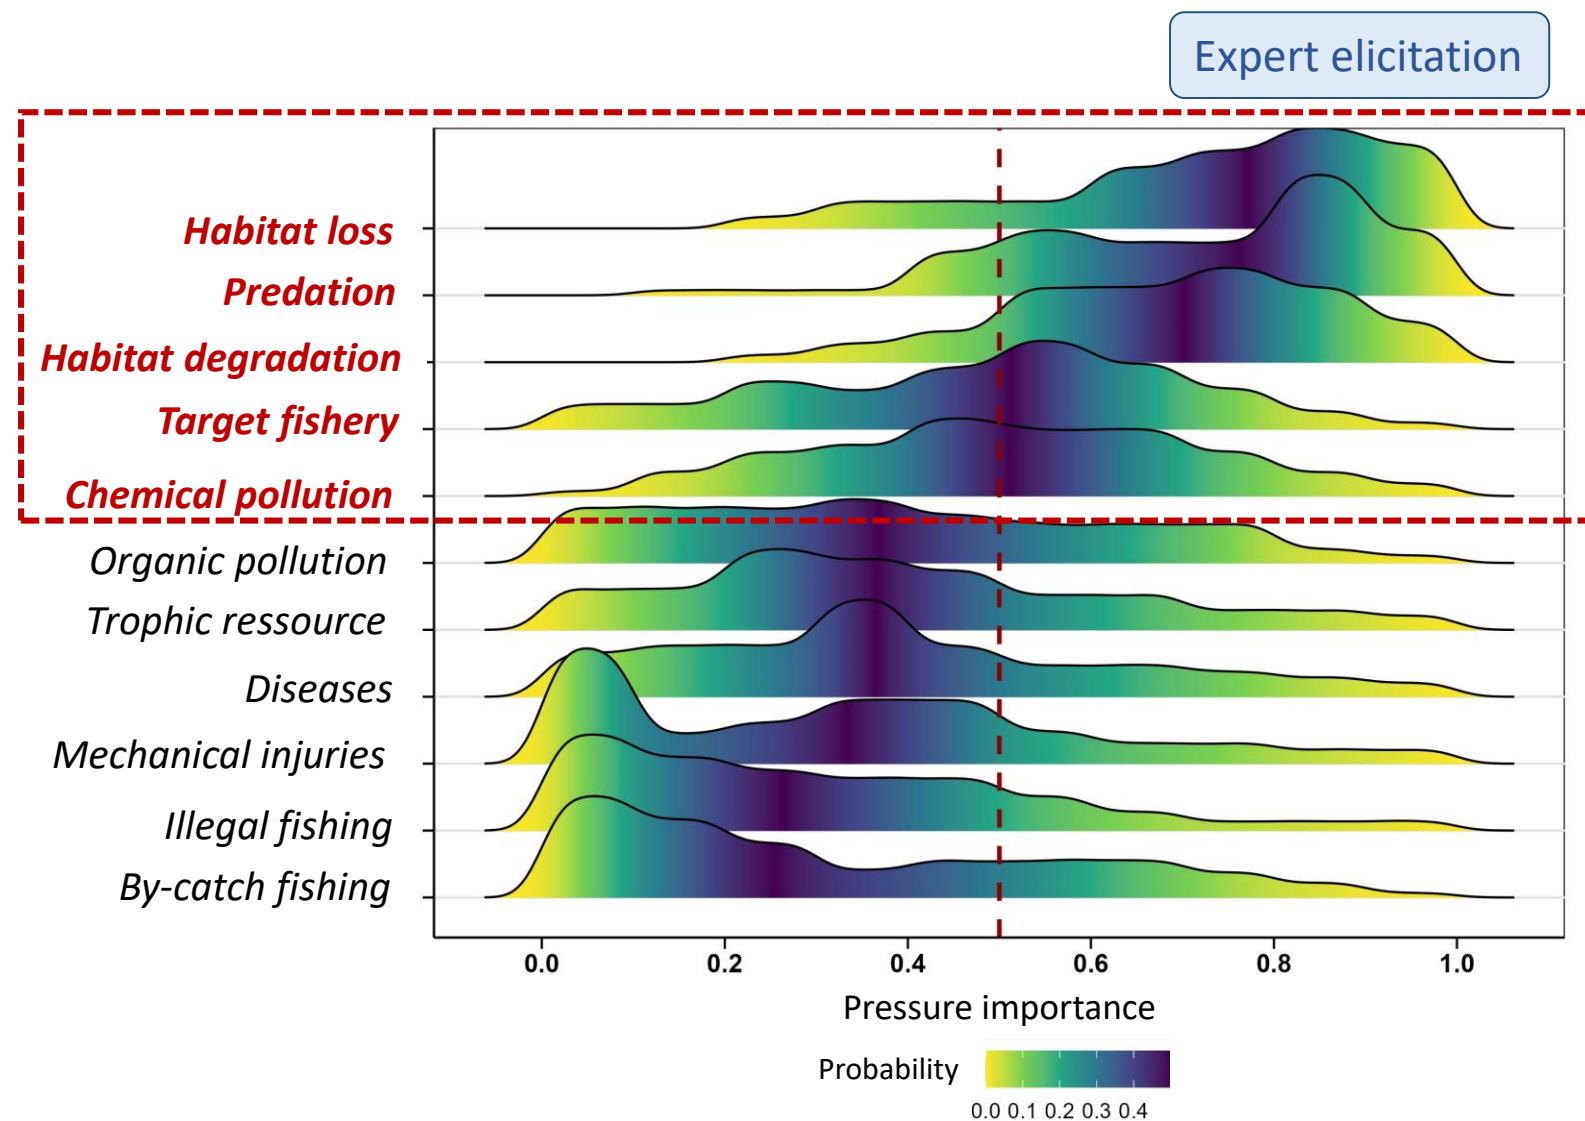 Expert elicitation
Habitat loss
Predation
Habitat degradation
Target fishery
Chemical pollution
Organic pollution
Trophic ressource
Diseases
Mechanical injuries
Illegal fishing
By-catch fishing
0.0 0.2 0.4 0.6 0.8 1.0
Pressure importance
Probability
0.0 0.1 0.2 0.3 0.4